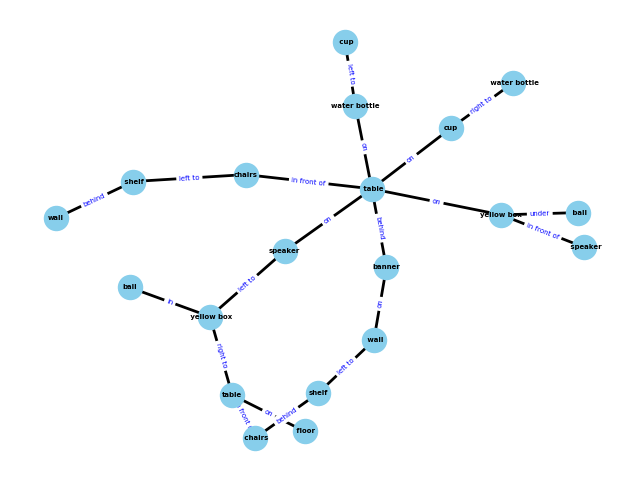 cup
left to
water bottle
water bottle
right to
cup
on
on
shelf
left to
chairs
in front of
table
behind
wall
on
yellow box
under
ball
in front of
speaker
on
behind
speaker
banner
left to
ball
in
yellow box
on
right to
wall
left to
table
shelf
on
behind
front
chairs
floor